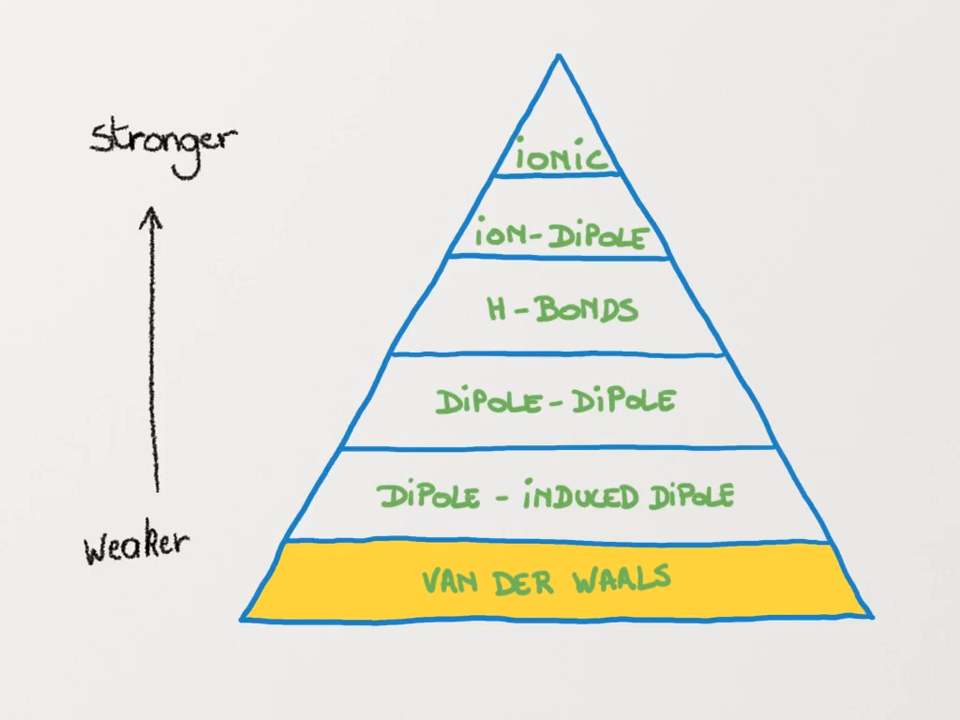 Stronger
iONiC
iON-DiPOLE
H-BONDS
DiPOLE-DiPOLE
DiPOLE - iNDUCED DiPOLE
Weaker
VAN DER WAALS